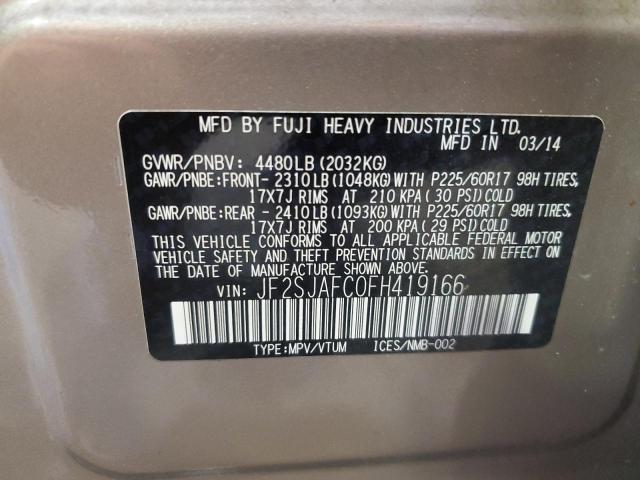 MFD BY FUJI HEAVY INDUSTRIES LTD.
MFD IN 03/14
GVWR/PNBV: 4480LB(2032KG)
GAWR/PNBE:FRONT-2310LB(1048KG)WITH P225/60R17 98H TIRES,
17X7J RIMS AT 210 KPA( 30 PSI)COLD
GAWR/PNBE:REAR -2410LB(1093KG)WITH P225/60R17 98H TIRES,
17X7J RIMS AT 200 KPA( 29 PSI)COLD
THIS VEHICLE CONFORMS TO ALL APPLICABLE FEDERAL MOTOR
VEHICLE SAFETY AND THEFT PREVENTION STANDARDS IN EFFECT
ON THE DATE OF MANUFACTURE SHOWN ABOVE.
VIN: JF2SJAFC0FH419166
TYPE:MPV/VTUM ICES/NMB-002